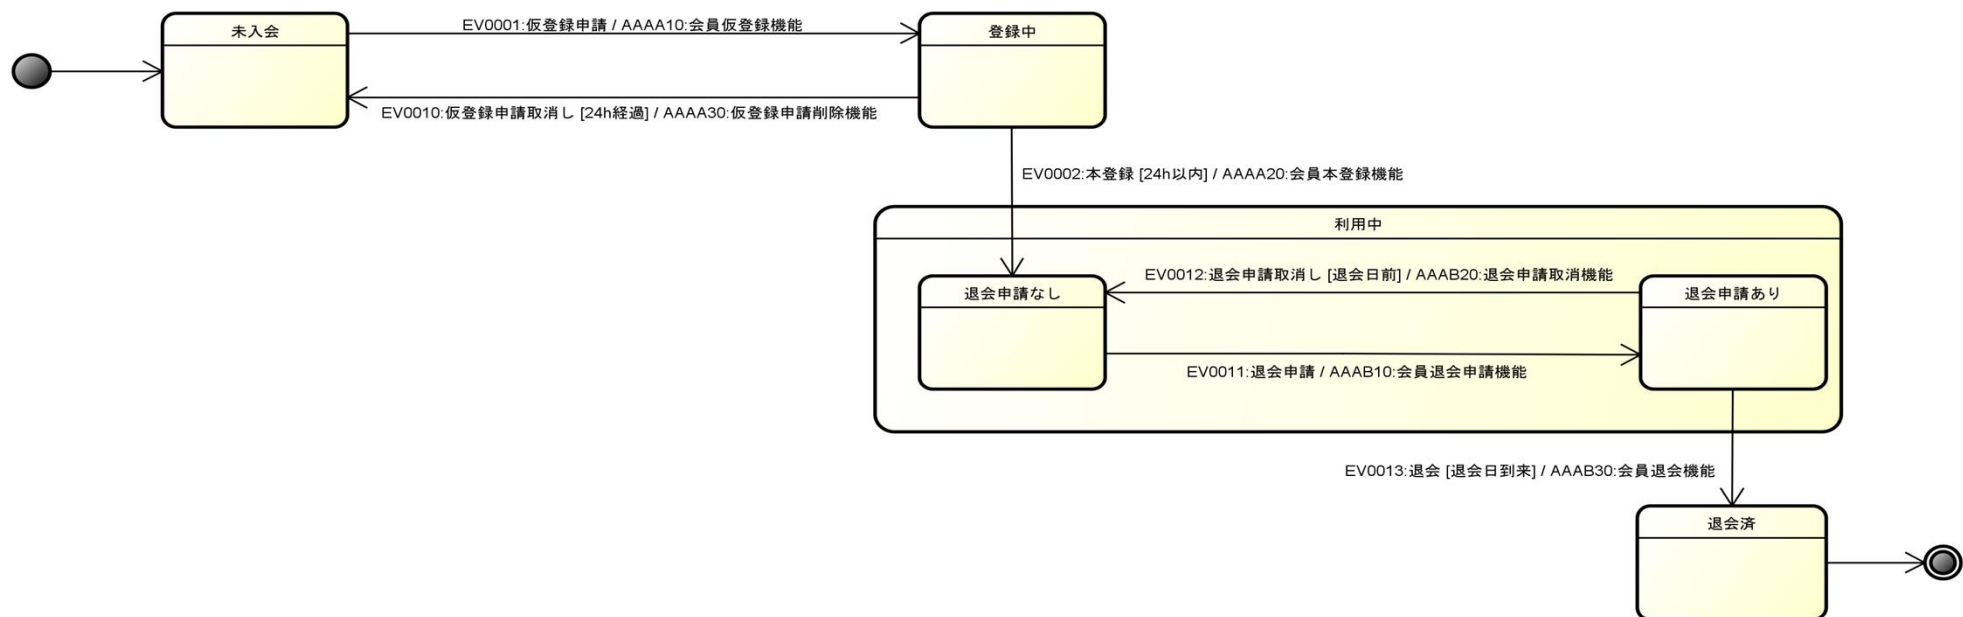 未入会
EV0001:仮登録申請 / AAAA10:会員仮登録機能
登録中
EV0010:仮登録申請取消し [24h経過] / AAAA30:仮登録申請削除機能
EV0002:本登録 [24h以内] / AAAA20:会員本登録機能
利用中
退会申請なし
EV0012:退会申請取消し [退会日前] / AAAB20:退会申請取消機能
退会申請あり
EV0011:退会申請 / AAAB10:会員退会申請機能
EV0013:退会 [退会日到来] / AAAB30:会員退会機能
退会済